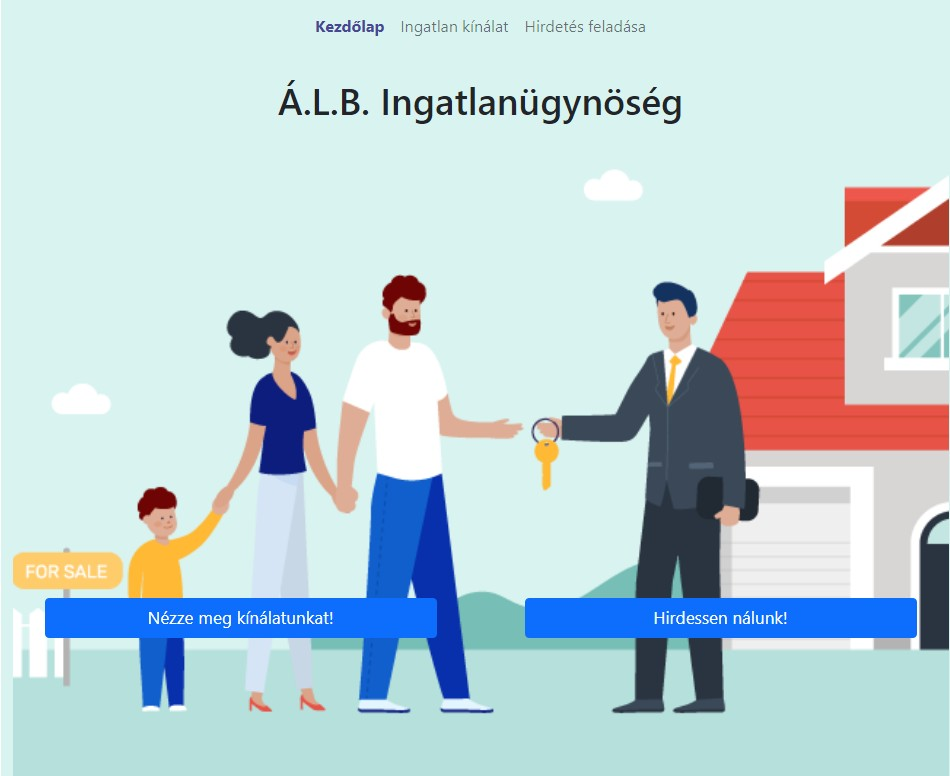 Kezdőlap Ingatlan kínálat Hirdetés feladása
Á.L.B. Ingatlanügynöség
FOR SALE
Nézze meg kínálatunkat! Hirdessen nálunk!